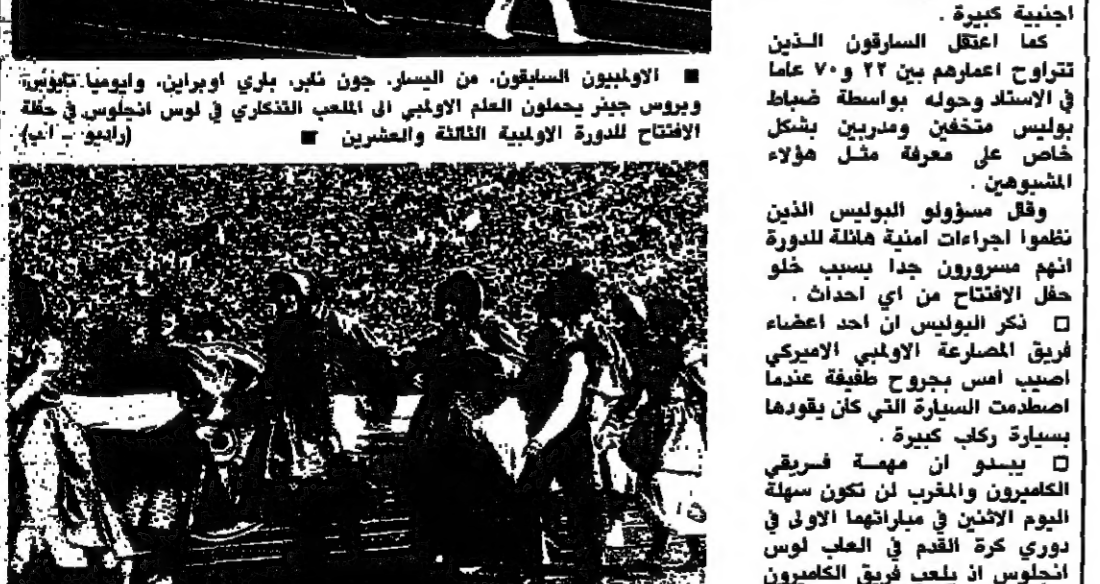 اجنبية كبيرة .
كما اعتقل السارقون الـذين
تتراوح اعمارهم بين ٢٢ و٧٠ عاما
في الاستاد وحوله بواسطة ضباط
بوليس متخفين ومدربين بشكل
خاص على معرفة مثـل هؤلاء
المشبوهين .
وقال مسؤولو البوليس الذين
نظموا اجراءات امنية هائلة للدورة
انهم مسرورون جدا بسبب خلو
حفل الافتتاح من اي احداث .
□ ذكر البوليس ان احد اعضاء
فريق المصارعة الاولمبي الاميركي
اصيب امس بجروح طفيفة عندما
اصطدمت السيارة التي كان يقودها
بسيارة ركاب كبيرة .
□ يبـدو ان مهمـة فـريقي
الكاميرون والمغرب لن تكون سهلة
اليوم الاثنين في مباراتهما الاولى في
دوري كرة القدم في العاب لوس
انجلوس اذ يلعب فريق الكاميرون
■ الاولمبيون السابقون، من اليسار، جون نابر، بلري اوبراين، وايوميا تايوس،
وبروس جينر يحملون العلم الاولمبي الى الملعب التذكاري في لوس انجلوس في حفلة
الافتتاح للدورة الاولمبية الثالثة والعشرين ■ (راديو ـ اب)